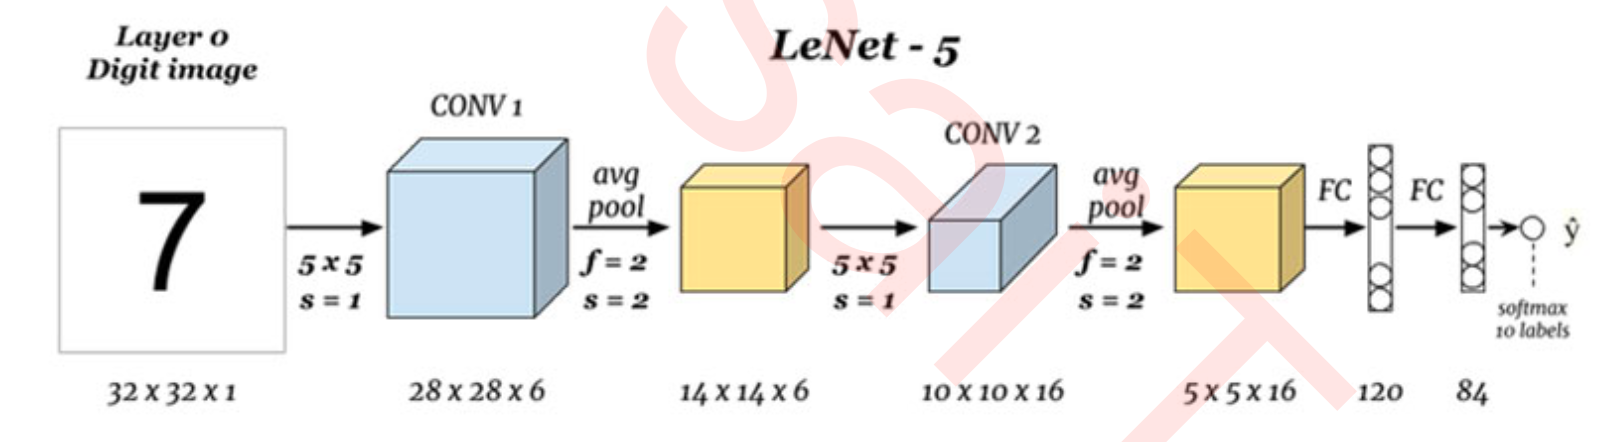 Layer 0
Digit image
LeNet - 5
7
32 x 32 x 1
5 x 5
s = 1
CONV 1
28 x 28 x 6
avg
pool
f = 2
s = 2
14 x 14 x 6
5 x 5
s = 1
CONV 2
10 x 10 x 16
avg
pool
f = 2
s = 2
5 x 5 x 16
FC
120
FC
84
ŷ
softmax
10 labels